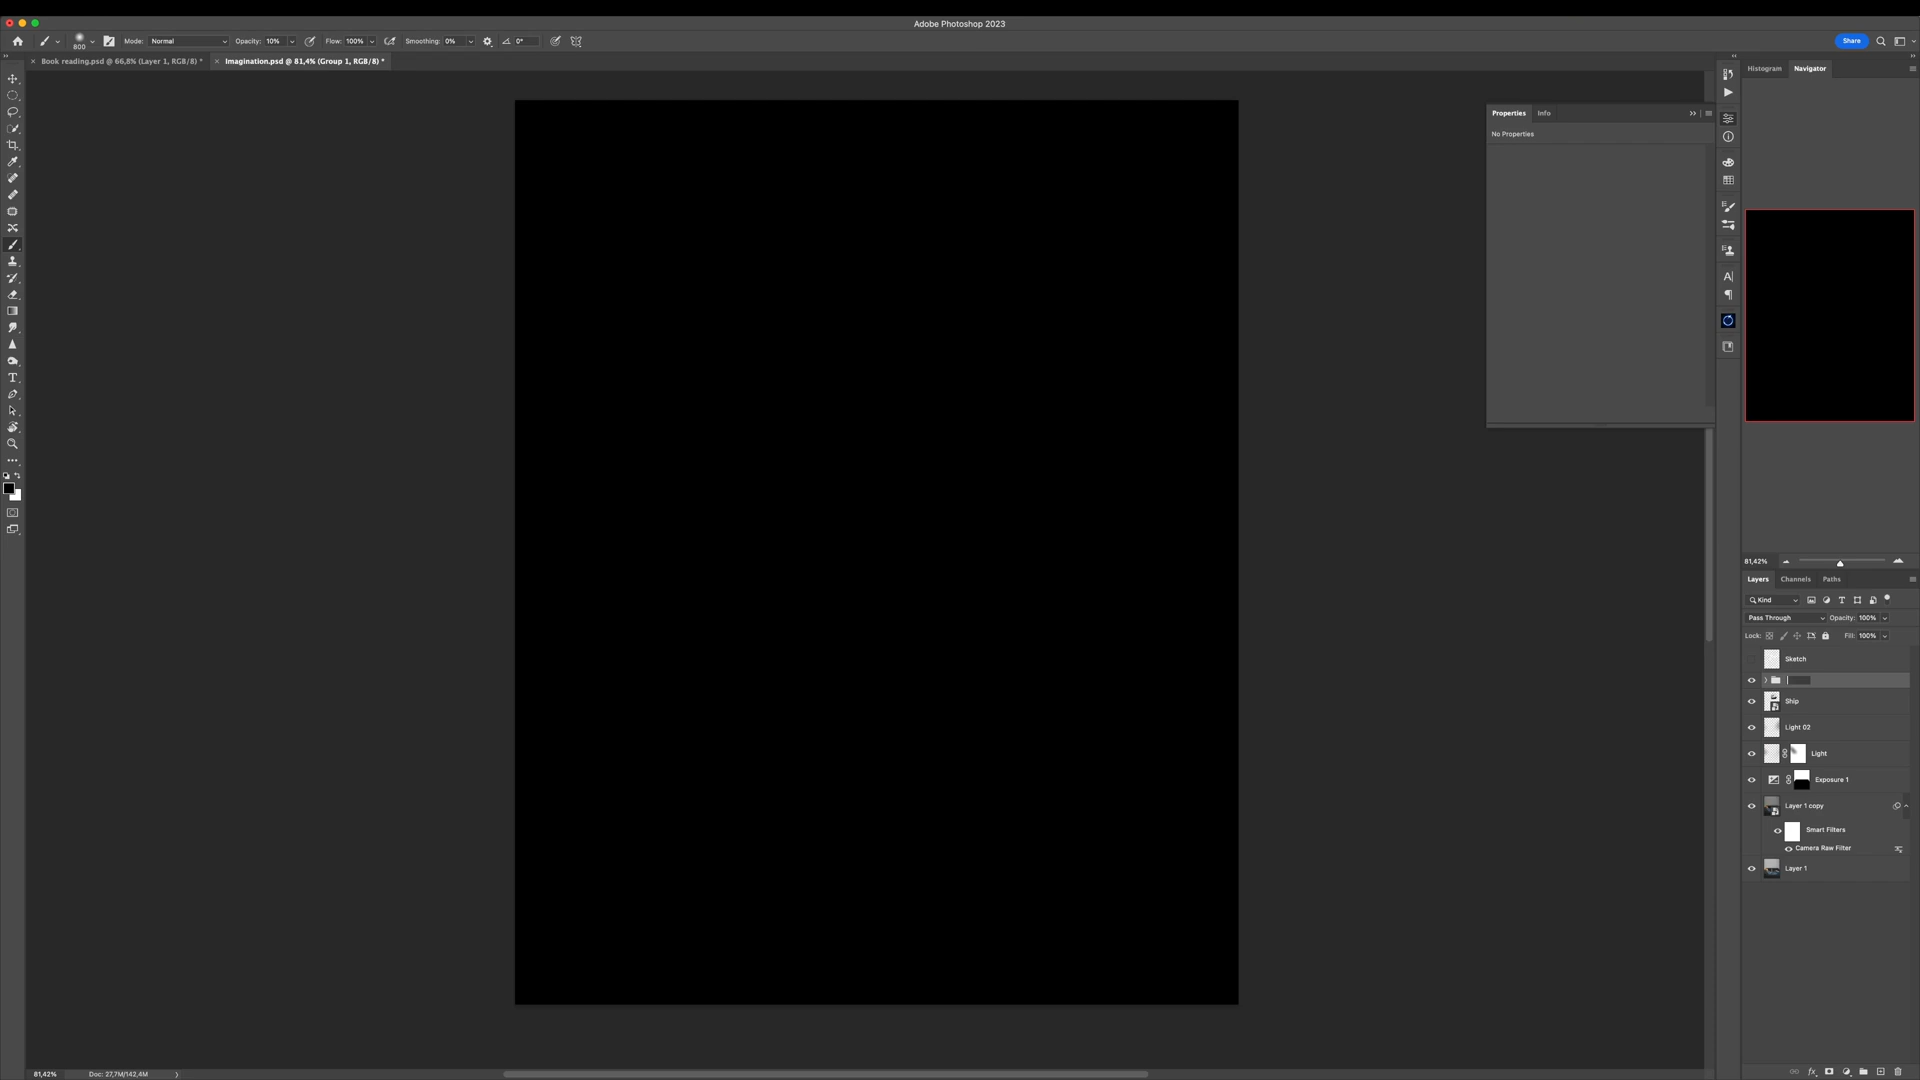 Adobe Photoshop 2023
800
Mode: Normal
Opacity: 10%
Flow: 100%
Smoothing: 0%
0°
Share
Book reading.psd @ 66,8% (Layer 1, RGB/8) *
Imagination.psd @ 81,4% (Group 1, RGB/8) *
Histogram
Navigator
Properties
Info
No Properties
81,42%
Layers
Channels
Paths
Kind
Pass Through
Opacity: 100%
Lock:
Fill: 100%
Sketch
Ship
Light 02
Light
Exposure 1
Layer 1 copy
Smart Filters
Camera Raw Filter
Layer 1
fx
81,42%
Doc: 27,7M/142,4M